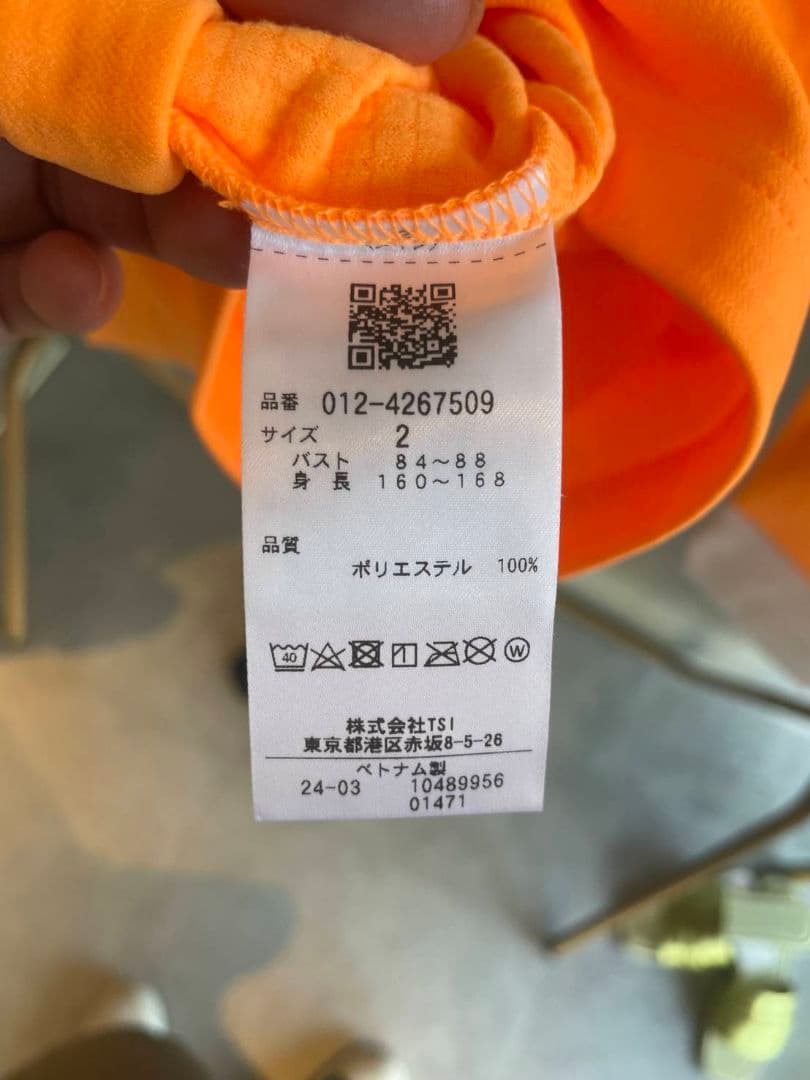 品番 012-4267509
サイズ 2
バスト 84～88
身長 160～168
品質
ポリエステル 100%
40
W
株式会社TSI
東京都港区赤坂8-5-26
ベトナム製
24-03 10489956
01471